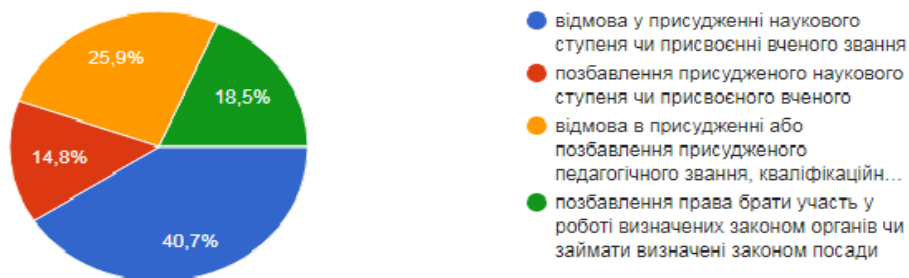 25,9%
18,5%
14,8%
40,7%
відмова у присудженні наукового
ступеня чи присвоєнні вченого звання
позбавлення присудженого наукового
ступеня чи присвоєного вченого
відмова в присудженні або
позбавлення присудженого
педагогічного звання, кваліфікаційн…
позбавлення права брати участь у
роботі визначених законом органів чи
займати визначені законом посади